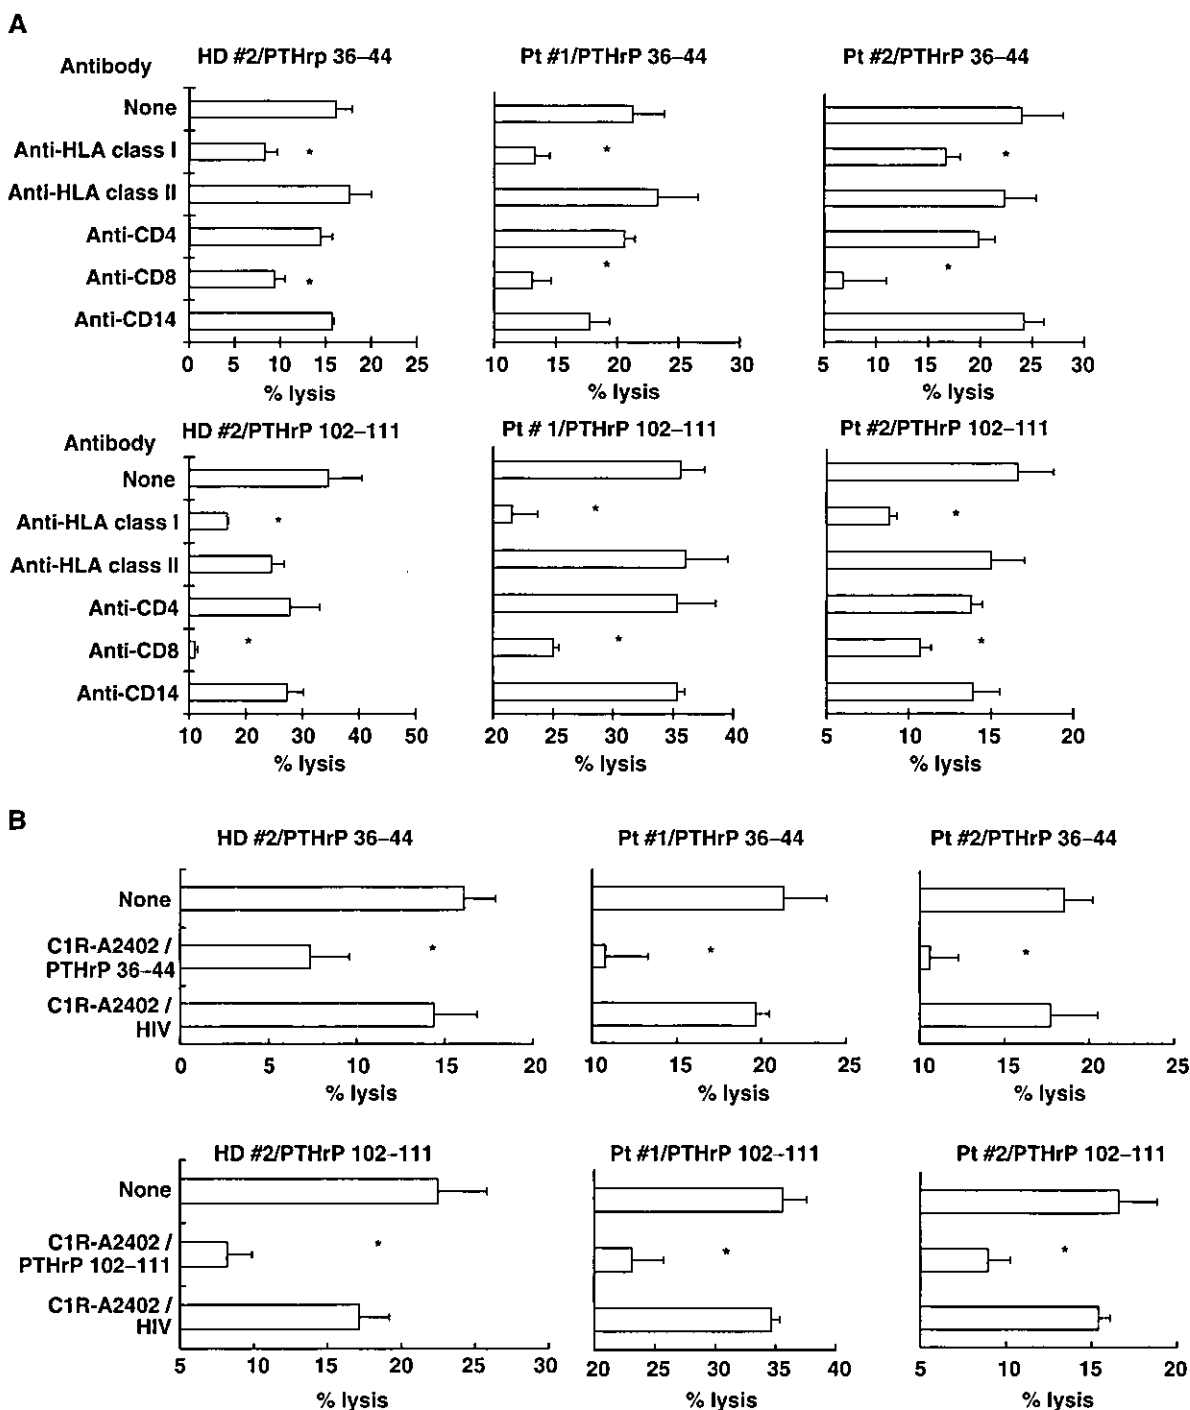 A
HD #2/PTHrp 36–44
Pt #1/PTHrP 36–44
Pt #2/PTHrP 36–44
Antibody
None
Anti-HLA class I
*
*
*
Anti-HLA class II
Anti-CD4
Anti-CD8
*
*
*
Anti-CD14
0 5 10 15 20 25
10 20 30
5 10 15 20 25 30
% lysis
% lysis
% lysis
HD #2/PTHrP 102–111
Pt # 1/PTHrP 102–111
Pt #2/PTHrP 102–111
Antibody
None
Anti-HLA class I
*
*
*
Anti-HLA class II
Anti-CD4
Anti-CD8
*
*
*
Anti-CD14
10 20 30 40 50
20 25 30 35 40
5 10 15 20
% lysis
% lysis
% lysis
B
HD #2/PTHrP 36–44
Pt #1/PTHrP 36–44
Pt #2/PTHrP 36–44
None
C1R-A2402 /
PTHrP 36–44
*
*
*
C1R-A2402 /
HIV
0 5 10 15 20
10 15 20 25
10 15 20 25
% lysis
% lysis
% lysis
HD #2/PTHrP 102–111
Pt #1/PTHrP 102–111
Pt #2/PTHrP 102–111
None
C1R-A2402 /
PTHrP 102–111
*
*
*
C1R-A2402 /
HIV
5 10 15 20 25 30
20 25 30 35 40
5 10 15 20
% lysis
% lysis
% lysis